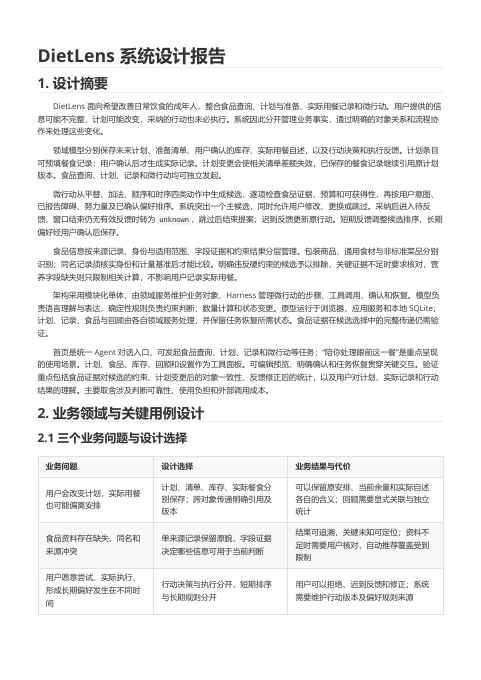 DietLens 系统设计报告
1. 设计摘要
DietLens 面向希望改善日常饮食的成年人，整合食品查询、计划与准备、实际用餐记录和微行动。用户提供的信
息可能不完整，计划可能改变，采纳的行动也未必执行。系统因此分开管理业务事实，通过明确的对象关系和流程协
作来处理这些变化。
领域模型分别保存未来计划、准备清单、用户确认的库存、实际用餐自述，以及行动决策和执行反馈。计划条目
可预填餐食记录；用户确认后才生成实际记录。计划变更会使相关清单差额失效，已保存的餐食记录继续引用原计划
版本。食品查询、计划、记录和微行动均可独立发起。
微行动从平替、加法、顺序和时序四类动作中生成候选，逐项检查食品证据、预算和可获得性，再按用户意图、
已报告障碍、努力量及已确认偏好排序。系统突出一个主候选，同时允许用户修改、更换或跳过。采纳后进入待反
馈，窗口结束仍无有效反馈时转为 unknown，跳过后结束提案；迟到反馈更新原行动。短期反馈调整候选排序，长期
偏好经用户确认后保存。
食品信息按来源记录、身份与适用范围、字段证据和约束结果分层管理。包装商品、通用食材与非标准菜品分别
识别；同名记录须核实身份和计量基准后才能比较。明确违反硬约束的候选予以排除，关键证据不足时要求核对，营
养字段缺失则只限制相关计算，不影响用户记录实际用餐。
架构采用模块化单体，由领域服务维护业务对象，Harness 管理微行动的步骤、工具调用、确认和恢复。模型负
责语言理解与表达，确定性规则负责约束判断、数量计算和状态变更。原型运行于浏览器、应用服务和本地 SQLite；
计划、记录、食品与回顾由各自领域服务处理，并保留任务恢复所需状态。食品证据在候选选择中的完整传递仍需验
证。
首页是统一 Agent 对话入口，可发起食品查询、计划、记录和微行动等任务；“陪你处理眼前这一餐”是重点呈现
的使用场景。计划、食品、库存、回顾和设置作为工具面板。可编辑预览、明确确认和任务恢复贯穿关键交互。验证
重点包括食品证据对候选的约束、计划变更后的对象一致性、反馈修正后的统计，以及用户对计划、实际记录和行动
结果的理解。主要取舍涉及判断可靠性、使用负担和外部调用成本。
2. 业务领域与关键用例设计
2.1 三个业务问题与设计选择
业务问题
设计选择
业务结果与代价
用户会改变计划，实际用餐
也可能偏离安排
计划、清单、库存、实际餐食分
别保存；跨对象传递明确引用及
版本
可以保留原安排、当前余量和实际自述
各自的含义；回顾需要显式关联与独立
统计
食品资料存在缺失、同名和
来源冲突
单来源记录保留原貌，字段证据
决定哪些信息可用于当前判断
结果可追溯，关键未知可定位；资料不
足时需要用户核对，自动推荐覆盖受到
限制
用户愿意尝试、实际执行、
形成长期偏好发生在不同时
间
行动决策与执行分开，短期排序
与长期规则分开
用户可以拒绝、迟到反馈和修正；系统
需要维护行动版本及偏好规则来源